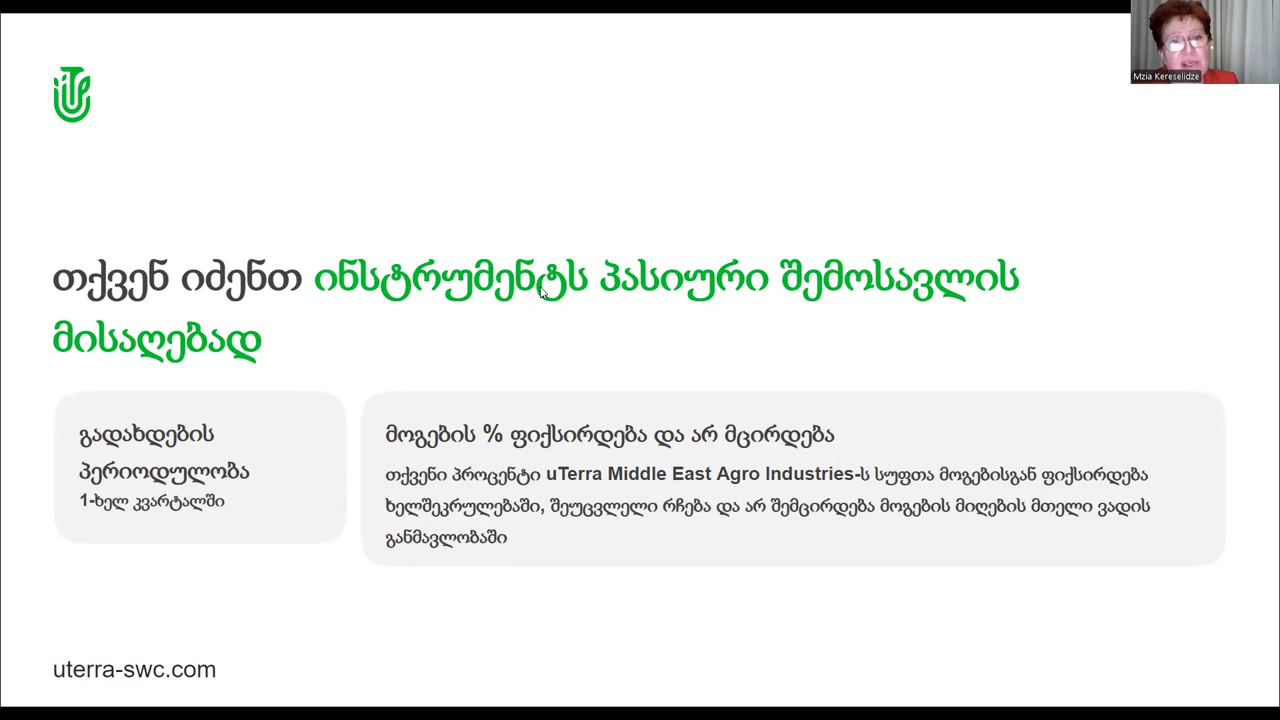 Mzia Kereselidze
თქვენ იძენთ ინსტრუმენტს პასიური შემოსავლის
მისაღებად
გადახდების
პერიოდულობა
1-ხელ კვარტალში
მოგების % ფიქსირდება და არ მცირდება
თქვენი პროცენტი uTerra Middle East Agro Industries-ს სუფთა მოგებისგან ფიქსირდება
ხელშეკრულებაში, შეუცვლელი რჩება და არ შემცირდება მოგების მიღების მთელი ვადის
განმავლობაში
uterra-swc.com